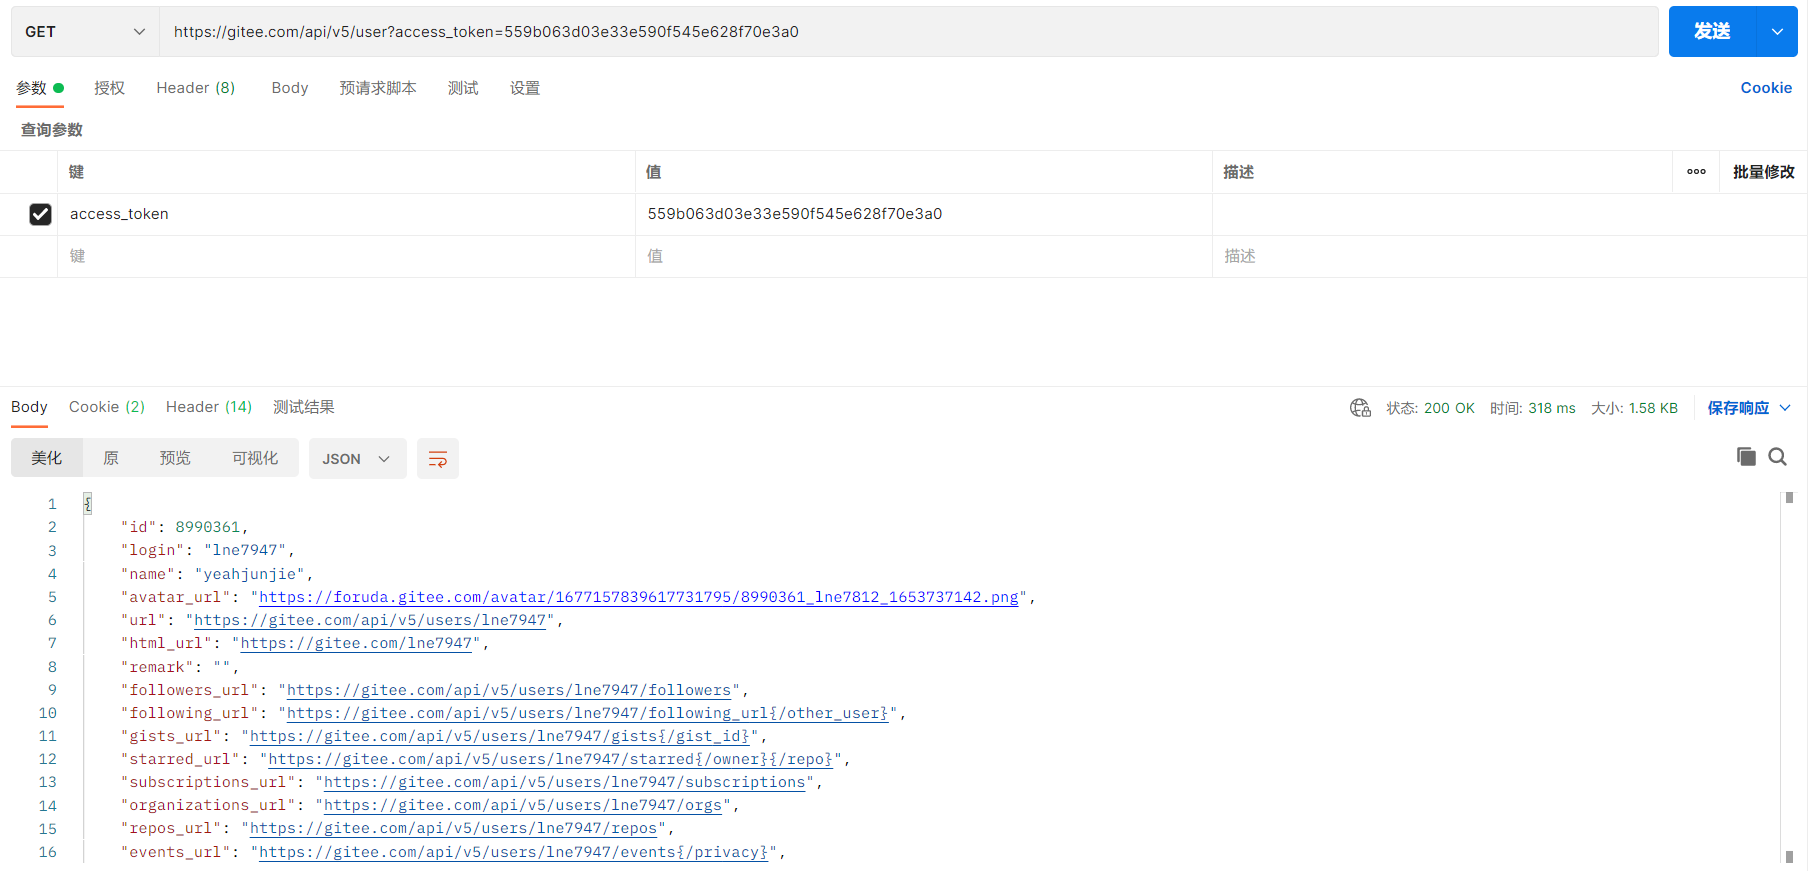 GET https://gitee.com/api/v5/user?access_token=559b063d03e33e590f545e628f70e3a0 发送
参数 授权 Header (8) Body 预请求脚本 测试 设置 Cookie
查询参数
键 值 描述 批量修改
access_token 559b063d03e33e590f545e628f70e3a0
键 值 描述
Body Cookie (2) Header (14) 测试结果 状态: 200 OK 时间: 318 ms 大小: 1.58 KB 保存响应
美化 原 预览 可视化 JSON
1 {
2 "id": 8990361,
3 "login": "lne7947",
4 "name": "yeahjunjie",
5 "avatar_url": "https://foruda.gitee.com/avatar/1677157839617731795/8990361_lne7812_1653737142.png",
6 "url": "https://gitee.com/api/v5/users/lne7947",
7 "html_url": "https://gitee.com/lne7947",
8 "remark": "",
9 "followers_url": "https://gitee.com/api/v5/users/lne7947/followers",
10 "following_url": "https://gitee.com/api/v5/users/lne7947/following_url{/other_user}",
11 "gists_url": "https://gitee.com/api/v5/users/lne7947/gists{/gist_id}",
12 "starred_url": "https://gitee.com/api/v5/users/lne7947/starred{/owner}{/repo}",
13 "subscriptions_url": "https://gitee.com/api/v5/users/lne7947/subscriptions",
14 "organizations_url": "https://gitee.com/api/v5/users/lne7947/orgs",
15 "repos_url": "https://gitee.com/api/v5/users/lne7947/repos",
16 "events_url": "https://gitee.com/api/v5/users/lne7947/events{/privacy}",